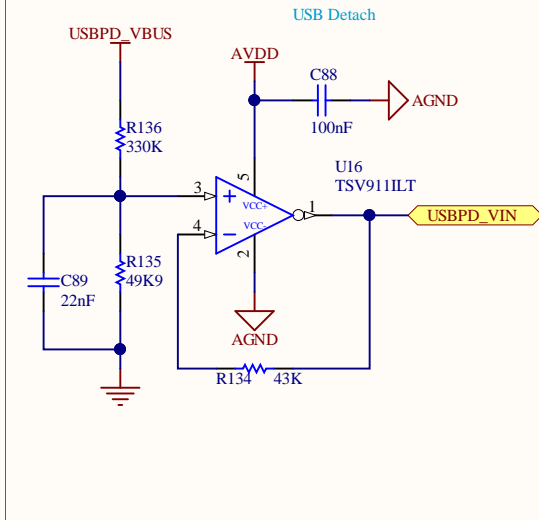 USB Detach
USBPD_VBUS
AVDD
C88
100nF
AGND
R136
330K
U16
TSV911ILT
3
5
VCC+
1
USBPD_VIN
4
VCC-
2
R135
49K9
C89
22nF
AGND
R134
43K